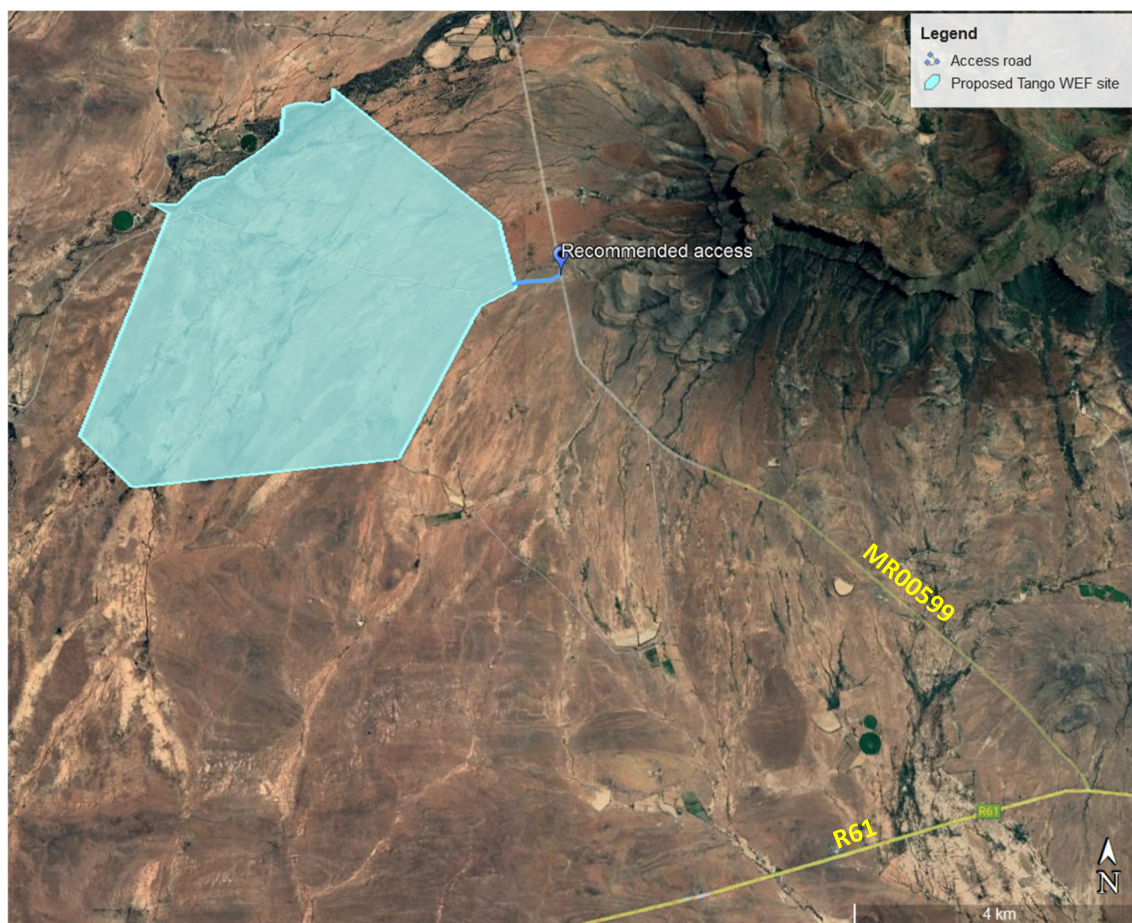 Legend
Access road
Proposed Tango WEF site
Recommended access
MR00599
R61
R61
N
4 km